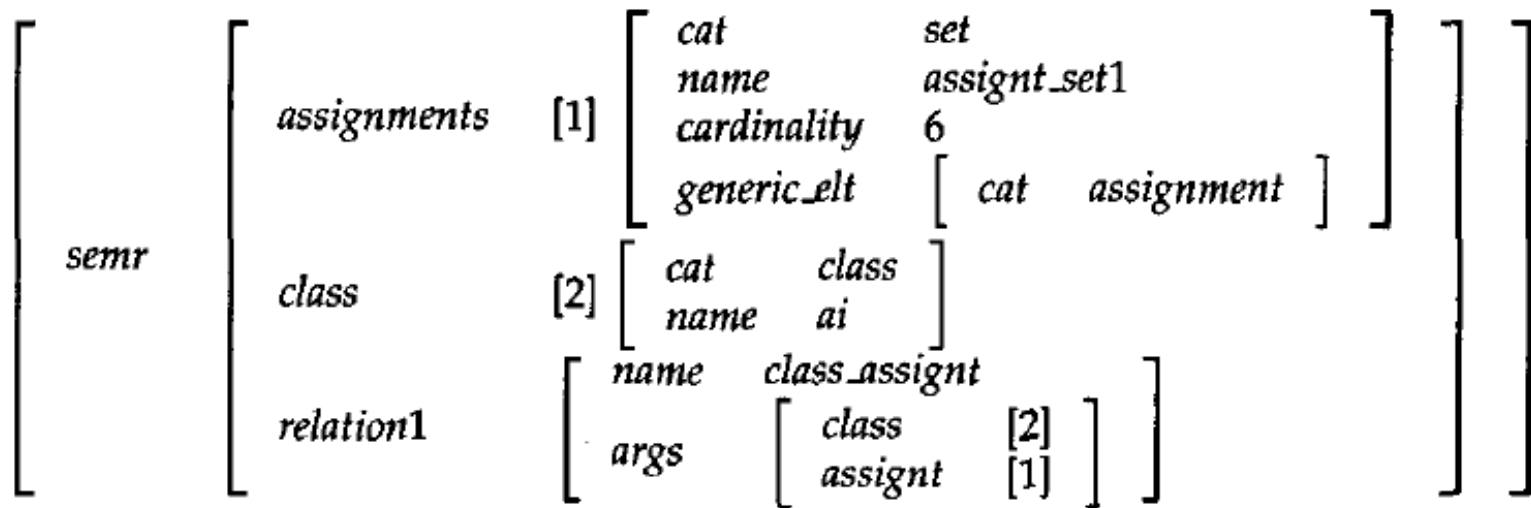 cat set
name assignt_set1
assignments [1] cardinality 6
generic_elt [ cat assignment ]
semr
class [2] cat class
name ai
name class_assignt
relation1 args class [2]
assignt [1]